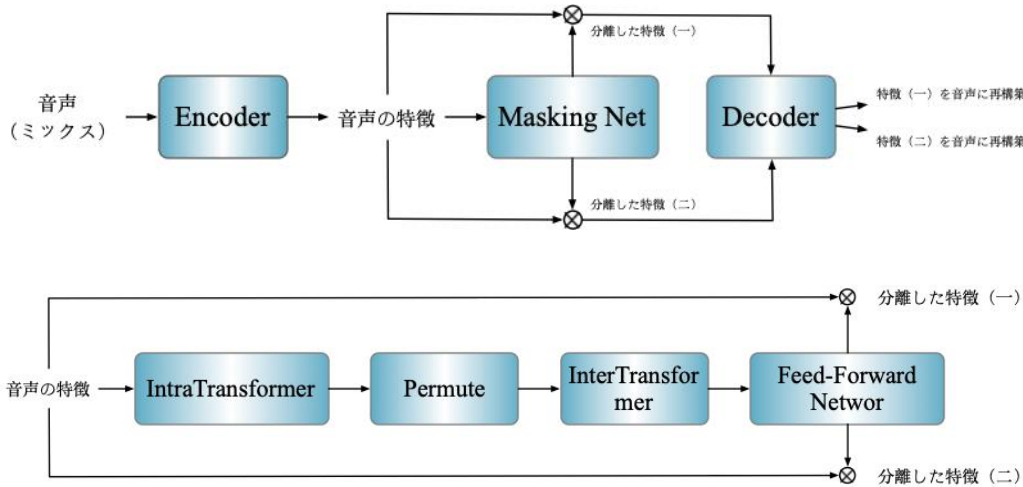 分離した特徴（一）
音声
（ミックス）
Encoder
音声の特徴
Masking Net
Decoder
特徴（一）を音声に再構築
特徴（二）を音声に再構築
分離した特徴（二）
分離した特徴（一）
音声の特徴
IntraTransformer
Permute
InterTransfor
mer
Feed-Forward
Networ
分離した特徴（二）